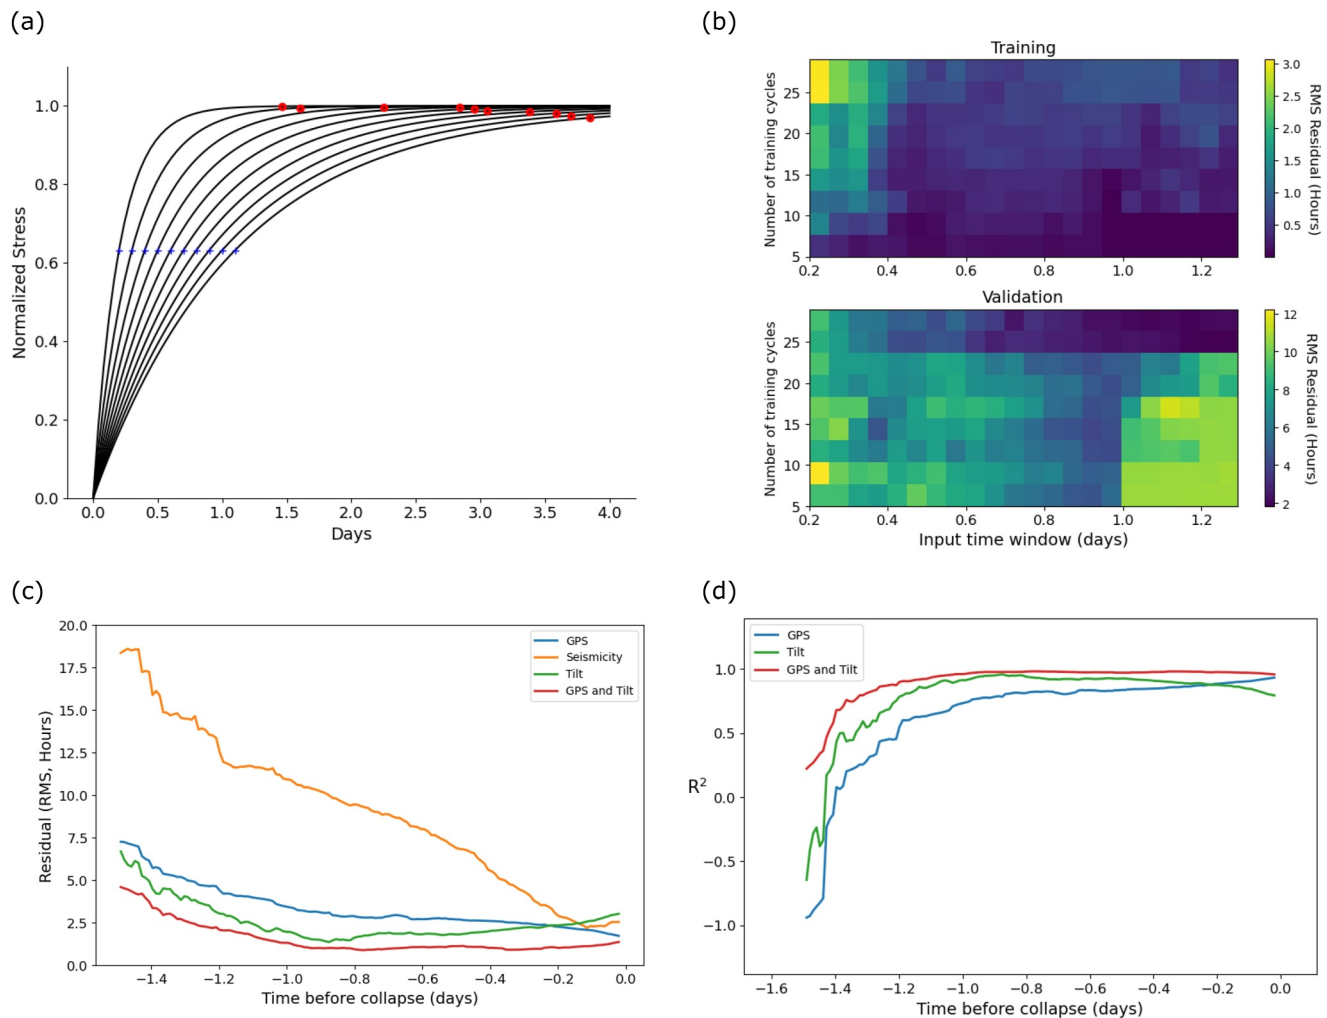 (a)
1.0
0.8
0.6
0.4
0.2
0.0
Normalized Stress
0.0 0.5 1.0 1.5 2.0 2.5 3.0 3.5 4.0
Days
(b)
Training
25
20
15
10
5
Number of training cycles
0.2 0.4 0.6 0.8 1.0 1.2
3.0
2.5
2.0
1.5
1.0
0.5
RMS Residual (Hours)
Validation
25
20
15
10
5
Number of training cycles
0.2 0.4 0.6 0.8 1.0 1.2
Input time window (days)
12
10
8
6
4
2
RMS Residual (Hours)
(c)
20.0
17.5
15.0
12.5
10.0
7.5
5.0
2.5
0.0
Residual (RMS, Hours)
GPS
Seismicity
Tilt
GPS and Tilt
−1.4 −1.2 −1.0 −0.8 −0.6 −0.4 −0.2 0.0
Time before collapse (days)
(d)
GPS
Tilt
GPS and Tilt
1.0
0.5
0.0
−0.5
−1.0
R²
−1.6 −1.4 −1.2 −1.0 −0.8 −0.6 −0.4 −0.2 0.0
Time before collapse (days)